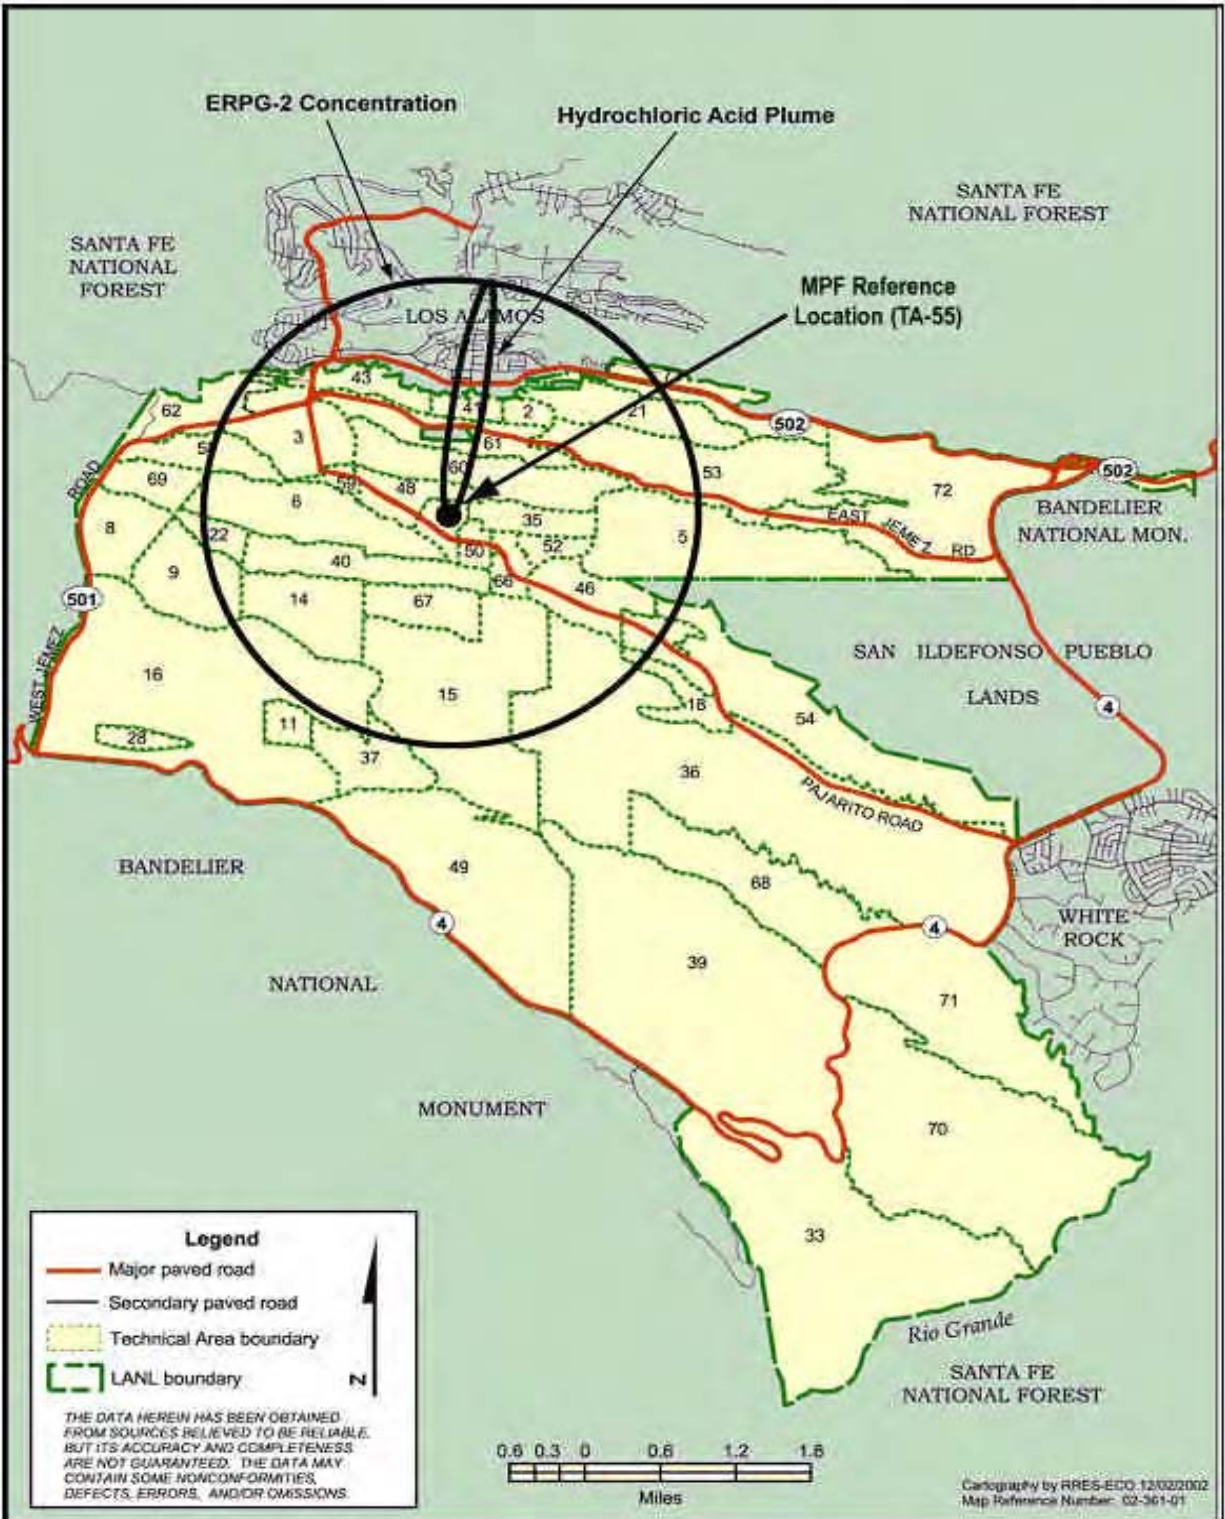 ERPG-2 Concentration
Hydrochloric Acid Plume
SANTA FE
NATIONAL FOREST
SANTA FE
NATIONAL
FOREST
MPF Reference
Location (TA-55)
LOS ALAMOS
43
62
41
2
21
502
3
61
53
502
ROAD
69
60
72
59
48
6
BANDELIER
NATIONAL MON.
8
22
35
EAST JEMEZ RD
5
50
52
9
40
66
46
501
14
67
SAN ILDEFONSO PUEBLO
LANDS
WEST JEMEZ
16
15
18
54
4
11
28
37
36
PAJARITO ROAD
BANDELIER
49
68
4
4
WHITE
ROCK
39
NATIONAL
71
MONUMENT
70
33
Rio Grande
SANTA FE
NATIONAL FOREST
Legend
Major paved road
Secondary paved road
Technical Area boundary
LANL boundary
N
THE DATA HEREIN HAS BEEN OBTAINED
FROM SOURCES BELIEVED TO BE RELIABLE,
BUT ITS ACCURACY AND COMPLETENESS
ARE NOT GUARANTEED. THE DATA MAY
CONTAIN SOME NONCONFORMITIES,
DEFECTS, ERRORS, AND/OR OMISSIONS.
0.6 0.3 0 0.6 1.2 1.8
Miles
Cartography by RRES-ECO 12/02/2002
Map Reference Number: 02-361-01